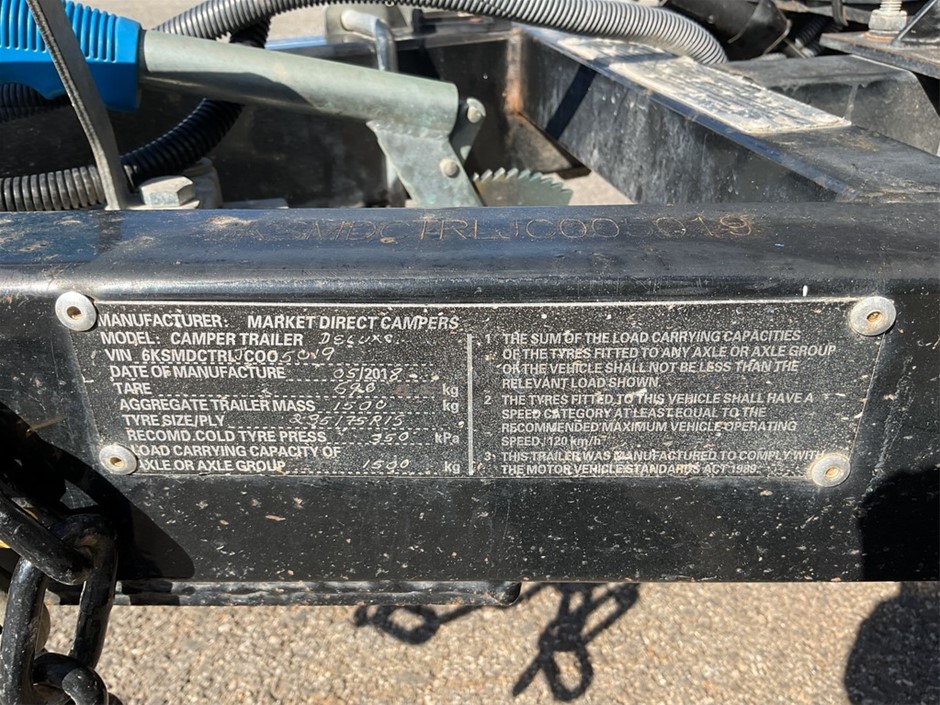 MANUFACTURER: MARKET DIRECT CAMPERS
MODEL: CAMPER TRAILER DELUXE
VIN 6KSMDCTRLJC005019
DATE OF MANUFACTURE 05/2018
TARE kg
AGGREGATE TRAILER MASS 1500 kg
TYRE SIZE/PLY
RECOMD. COLD TYRE PRESS 350 kPa
LOAD CARRYING CAPACITY OF
AXLE OR AXLE GROUP 1500 kg
1 THE SUM OF THE LOAD CARRYING CAPACITIES
OF THE TYRES FITTED TO ANY AXLE OR AXLE GROUP
OF THE VEHICLE SHALL NOT BE LESS THAN THE
RELEVANT LOAD SHOWN.
2 THE TYRES FITTED TO THIS VEHICLE SHALL HAVE A
SPEED CATEGORY AT LEAST EQUAL TO THE
RECOMMENDED MAXIMUM VEHICLE OPERATING
SPEED, 120 km/h
3 THIS TRAILER WAS MANUFACTURED TO COMPLY WITH
THE MOTOR VEHICLE STANDARDS ACT 1989.